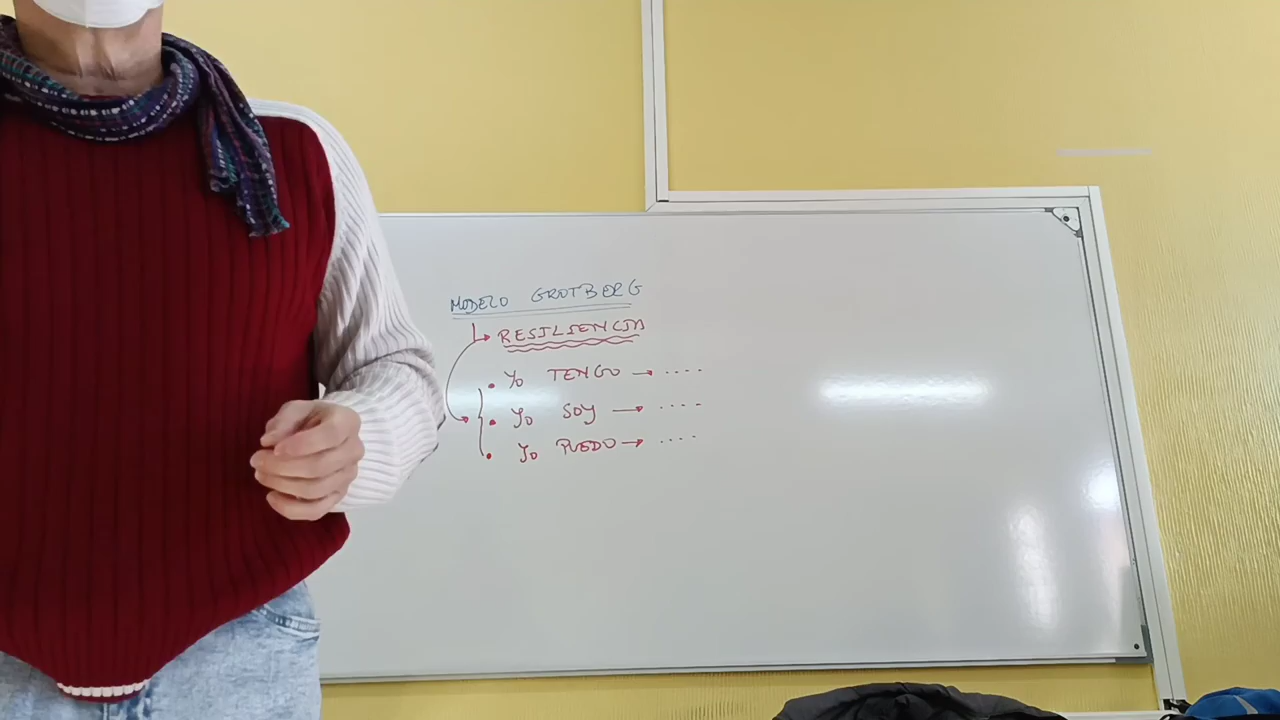 MODELO GROTBERG
→ RESILIENCIA
• Yo TENGO → ....
• Yo SOY → ....
• Yo PUEDO → ....